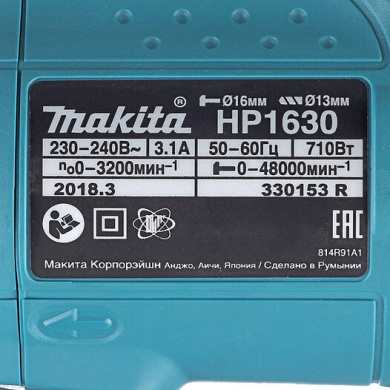 Ø16мм Ø13мм
makita® HP1630
230–240В~ 3.1А 50–60Гц 710Вт
n₀0–3200мин⁻¹ 0–48000мин⁻¹
2018.3 330153 R
EAC
814R91A1
Макита Корпорэйшн Анджо, Аичи, Япония / Сделано в Румынии